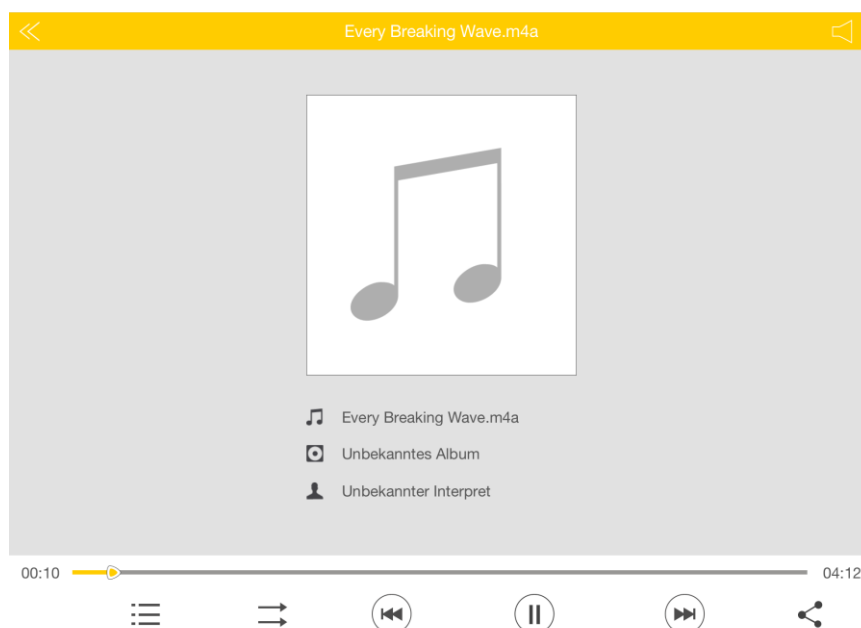 Every Breaking Wave.m4a
Every Breaking Wave.m4a
Unbekanntes Album
Unbekannter Interpret
00:10 04:12